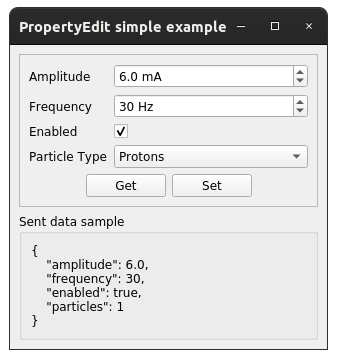 PropertyEdit simple example
Amplitude 6.0 mA
Frequency 30 Hz
Enabled
Particle Type Protons
Get Set
Sent data sample
{
    "amplitude": 6.0,
    "frequency": 30,
    "enabled": true,
    "particles": 1
}